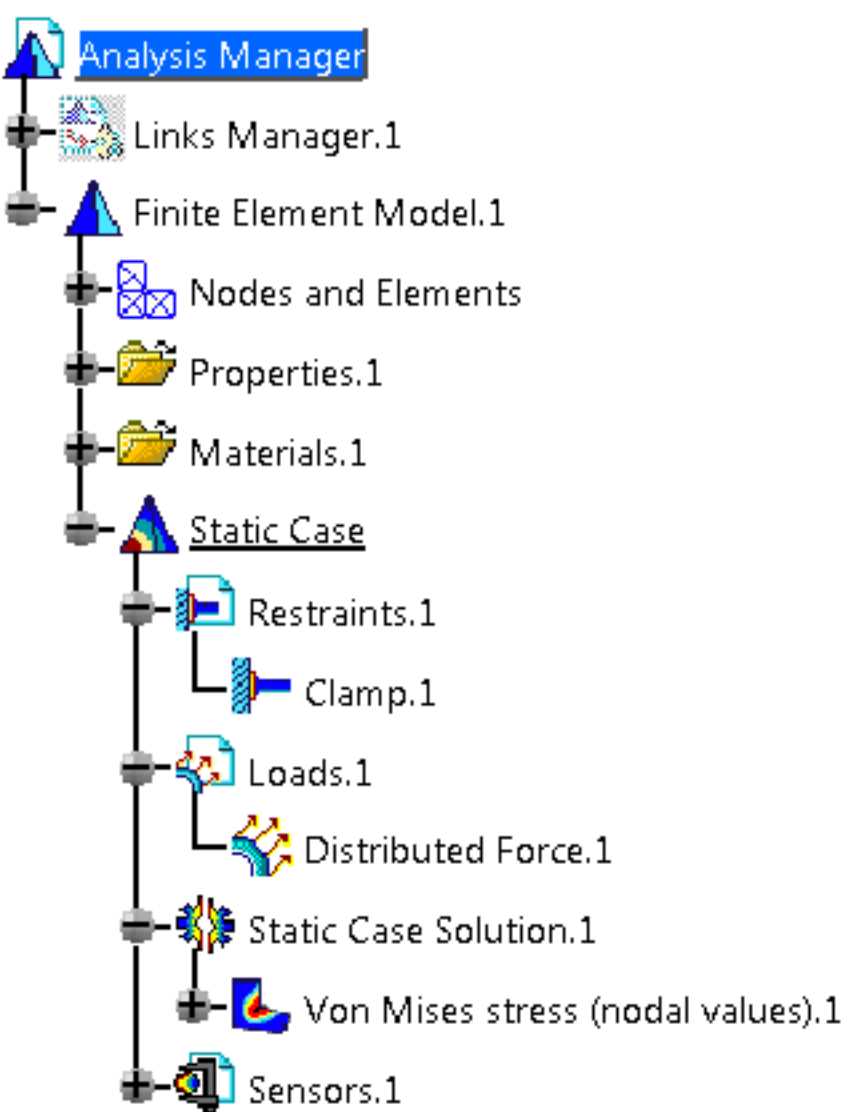 Analysis Manager
Links Manager.1
Finite Element Model.1
Nodes and Elements
Properties.1
Materials.1
Static Case
Restraints.1
Clamp.1
Loads.1
Distributed Force.1
Static Case Solution.1
Von Mises stress (nodal values).1
Sensors.1